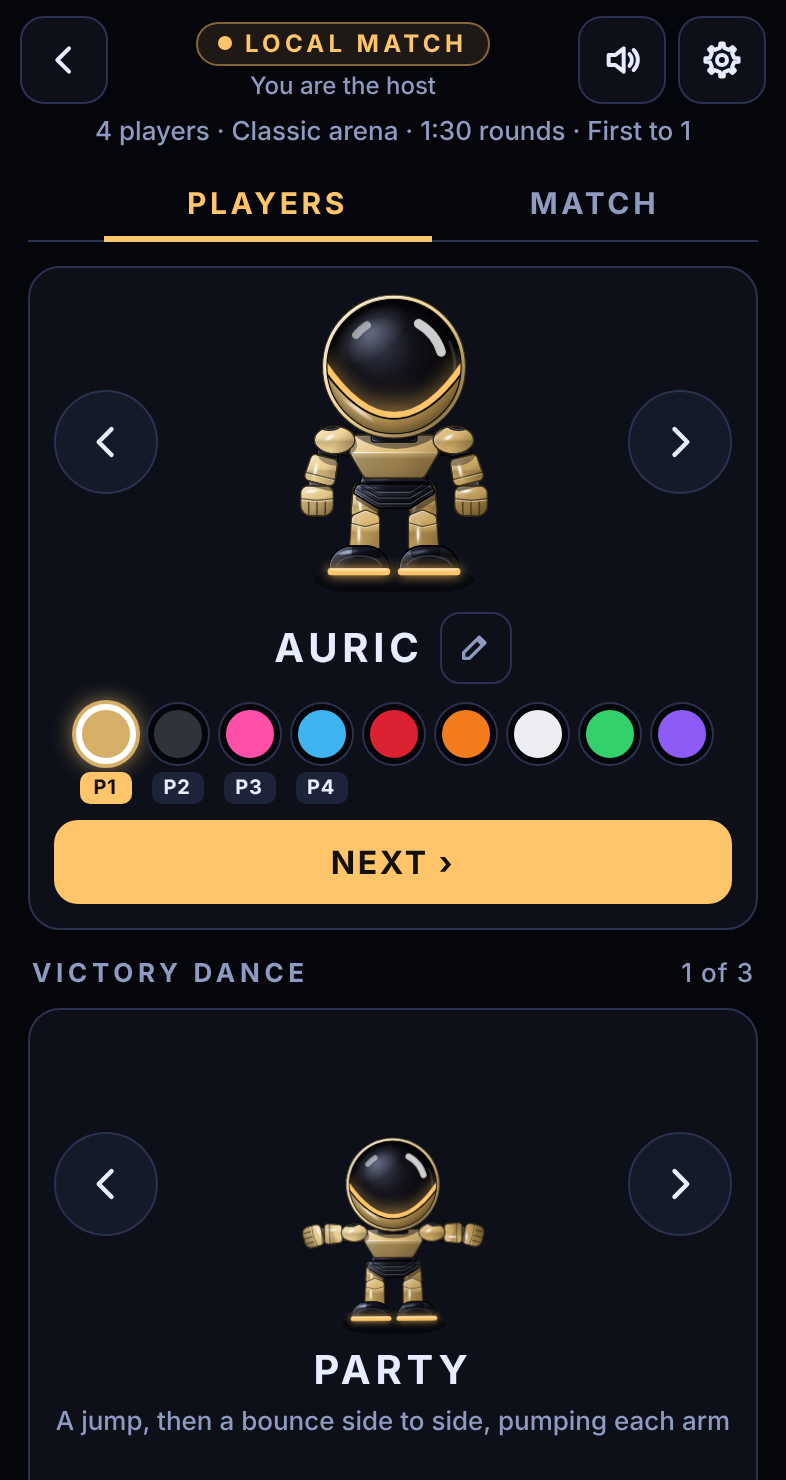 LOCAL MATCH
You are the host
4 players · Classic arena · 1:30 rounds · First to 1
PLAYERS
MATCH
AURIC
P1
P2
P3
P4
NEXT ›
VICTORY DANCE
1 of 3
PARTY
A jump, then a bounce side to side, pumping each arm